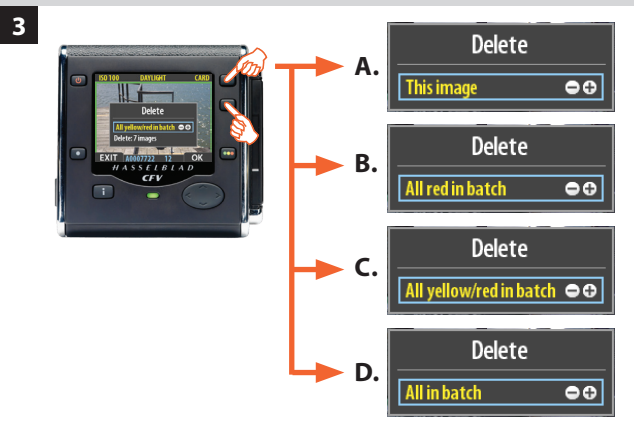 3
ISO 100 DAYLIGHT CARD
Delete
All yellow/red in batch
Delete: 7 images
EXIT A0007722 12 OK
HASSELBLAD
CFV
i
A.
Delete
This image
B.
Delete
All red in batch
C.
Delete
All yellow/red in batch
D.
Delete
All in batch